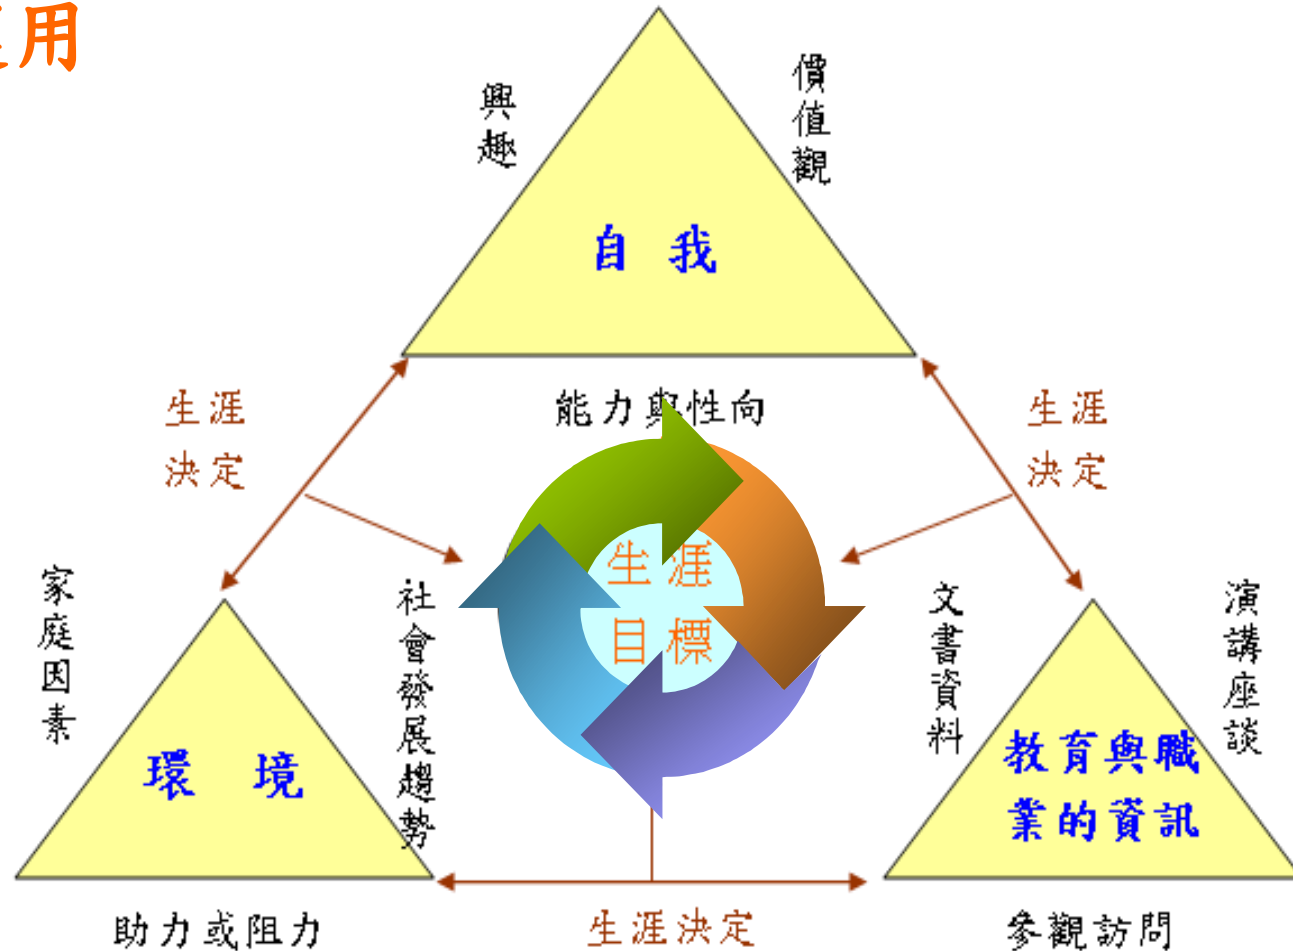 用
興趣
價值觀
自我
能力與性向
生涯
決定
生涯
決定
生涯
目標
家庭因素
社會發展趨勢
環境
助力或阻力
文書資料
演講座談
教育與職
業的資訊
參觀訪問
生涯決定